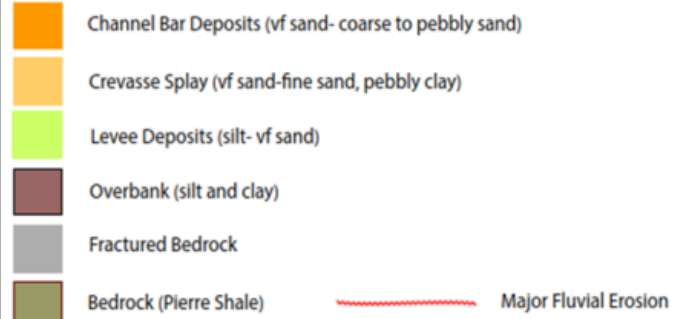 Channel Bar Deposits (vf sand- coarse to pebbly sand)
Crevasse Splay (vf sand-fine sand, pebbly clay)
Levee Deposits (silt- vf sand)
Overbank (silt and clay)
Fractured Bedrock
Bedrock (Pierre Shale)
Major Fluvial Erosion